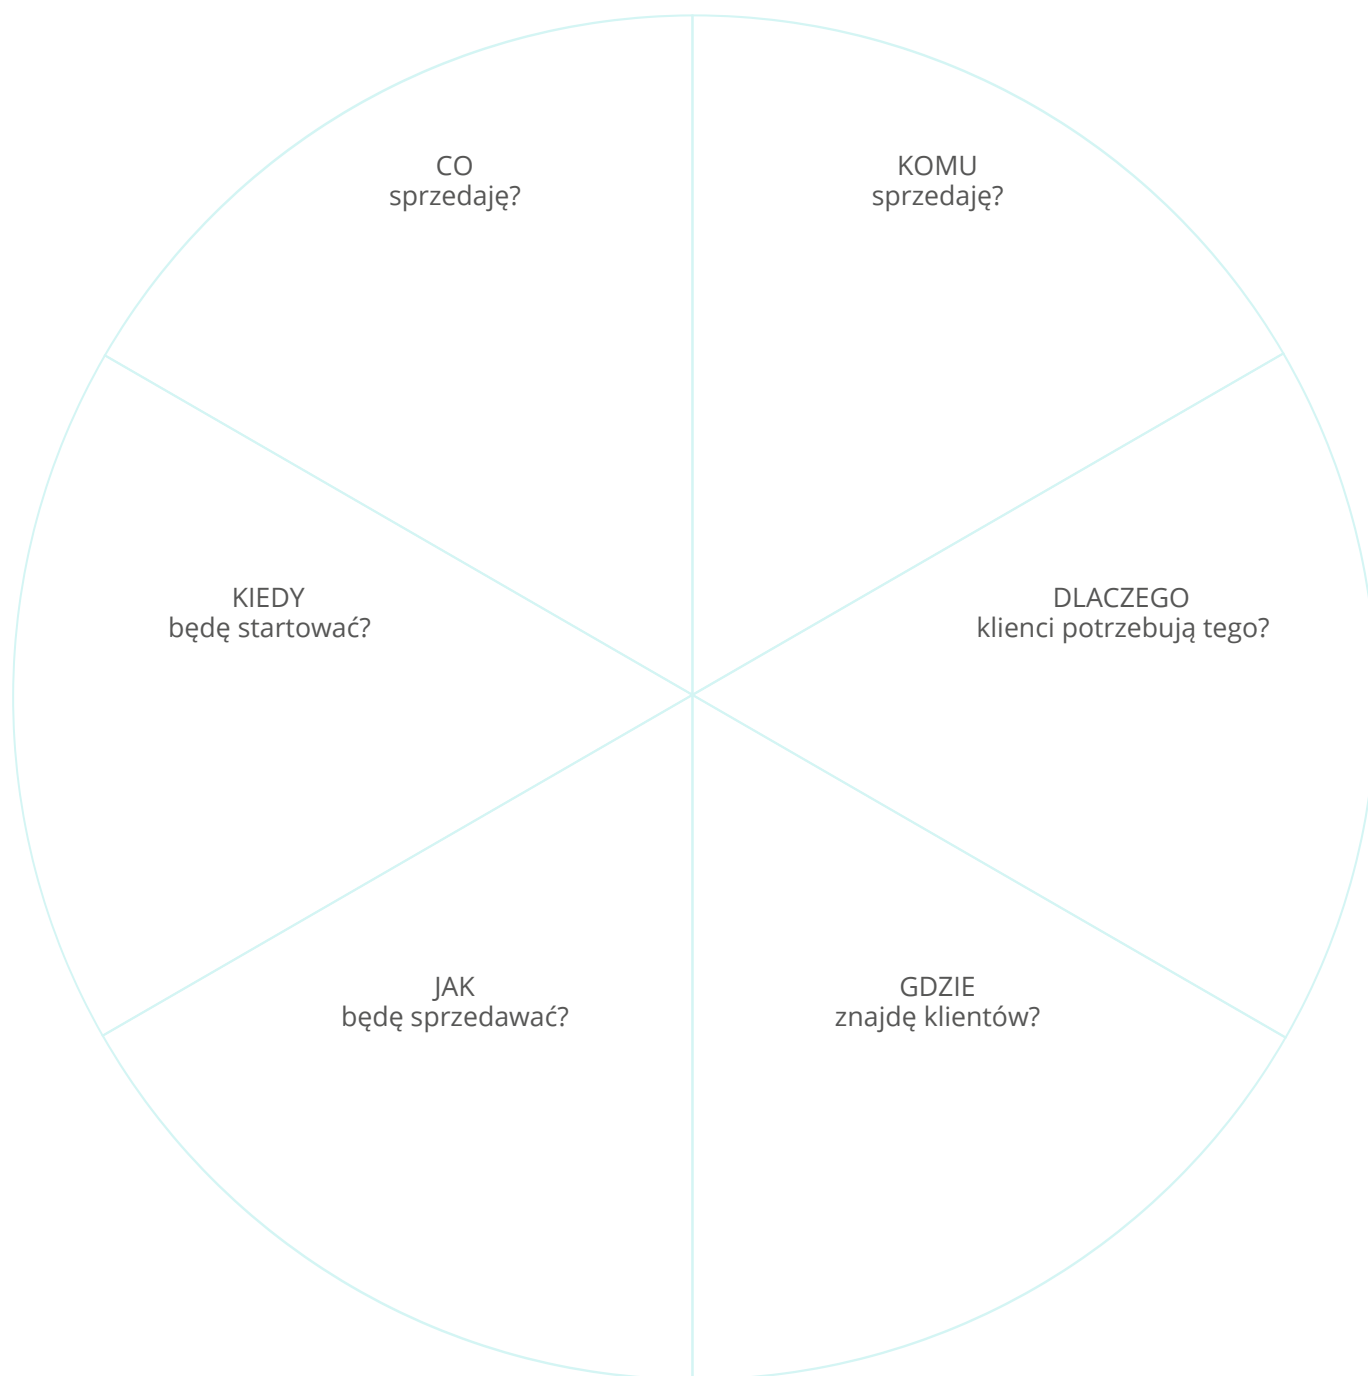 CO
sprzedaję?
KOMU
sprzedaję?
KIEDY
będę startować?
DLACZEGO
klienci potrzebują tego?
JAK
będę sprzedawać?
GDZIE
znajdę klientów?